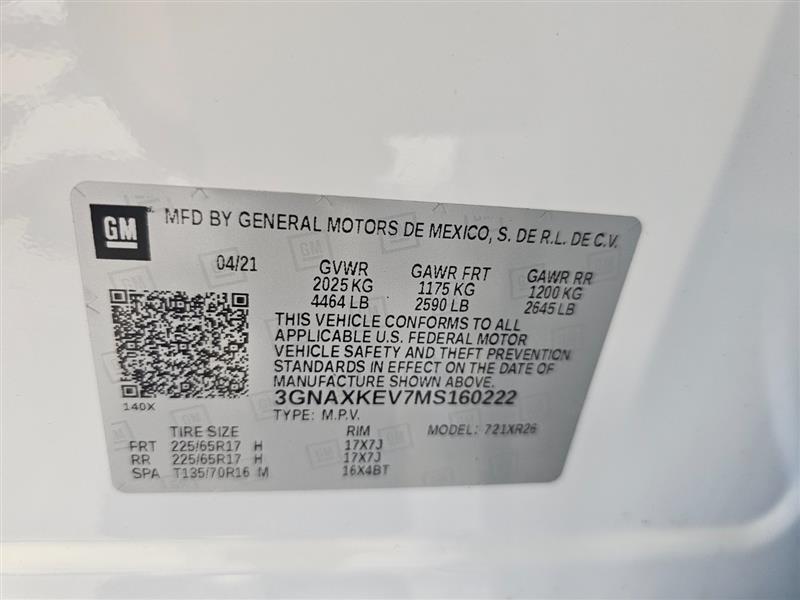 GM MFD BY GENERAL MOTORS DE MEXICO, S. DE R.L. DE C.V.
04/21 GVWR GAWR FRT GAWR RR
2025 KG 1175 KG 1200 KG
4464 LB 2590 LB 2645 LB
THIS VEHICLE CONFORMS TO ALL
APPLICABLE U.S. FEDERAL MOTOR
VEHICLE SAFETY AND THEFT PREVENTION
STANDARDS IN EFFECT ON THE DATE OF
MANUFACTURE SHOWN ABOVE.
140X 3GNAXKEV7MS160222
TYPE: M.P.V.
TIRE SIZE RIM MODEL: 721XR26
FRT 225/65R17 H 17X7J
RR 225/65R17 H 17X7J
SPA T135/70R16 M 16X4BT